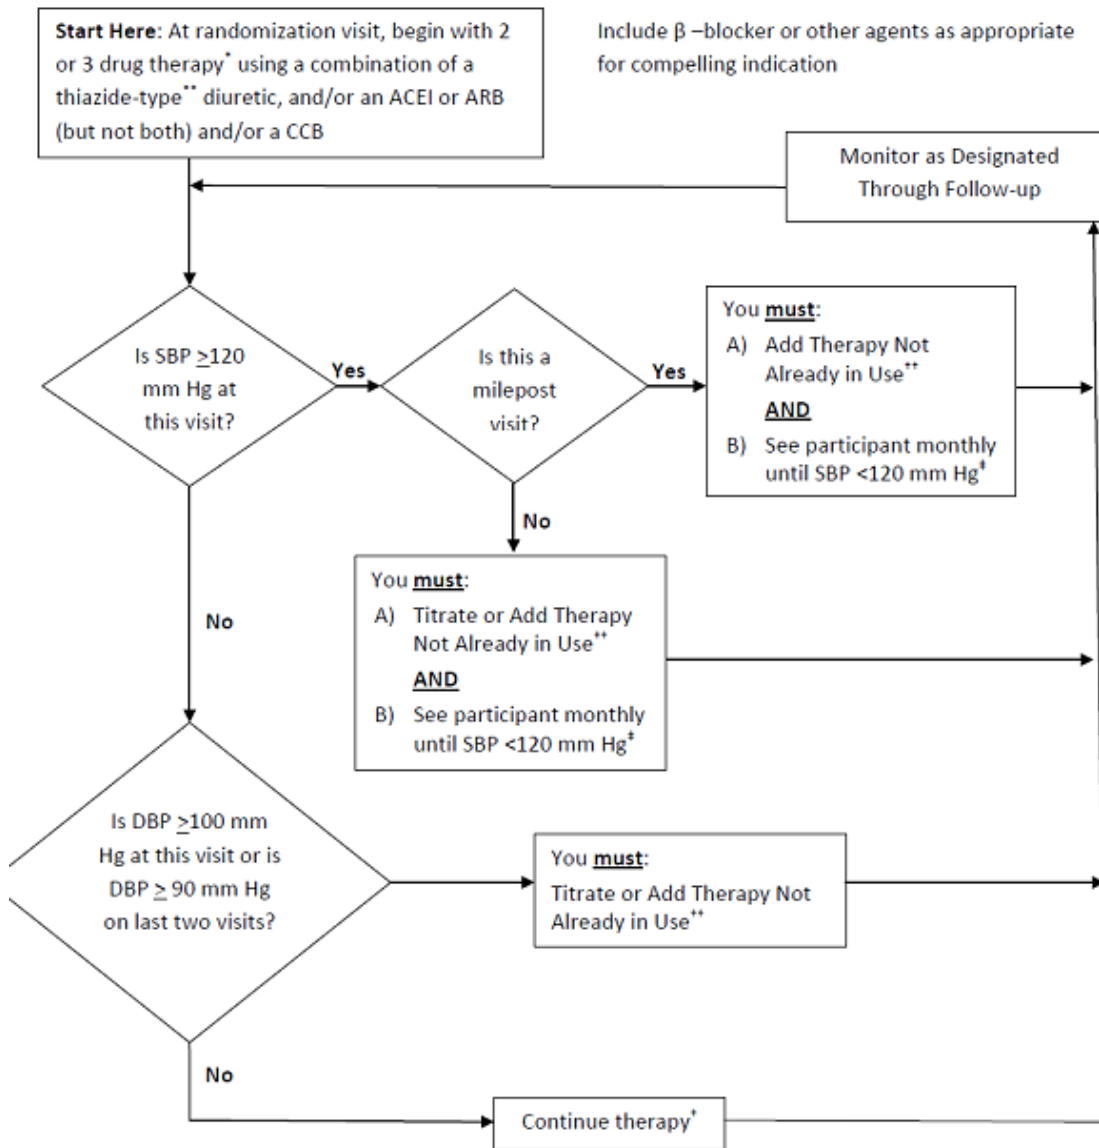 Start Here: At randomization visit, begin with 2
or 3 drug therapy* using a combination of a
thiazide-type** diuretic, and/or an ACEI or ARB
(but not both) and/or a CCB
Include β –blocker or other agents as appropriate
for compelling indication
Monitor as Designated
Through Follow-up
Is SBP ≥120
mm Hg at
this visit?
Yes
Is this a
milepost
visit?
Yes
You must:
A) Add Therapy Not
Already in Use††
AND
B) See participant monthly
until SBP <120 mm Hg‡
No
You must:
A) Titrate or Add Therapy
Not Already in Use††
AND
B) See participant monthly
until SBP <120 mm Hg‡
No
Is DBP ≥100 mm
Hg at this visit or is
DBP ≥ 90 mm Hg
on last two visits?
You must:
Titrate or Add Therapy Not
Already in Use††
No
Continue therapy†